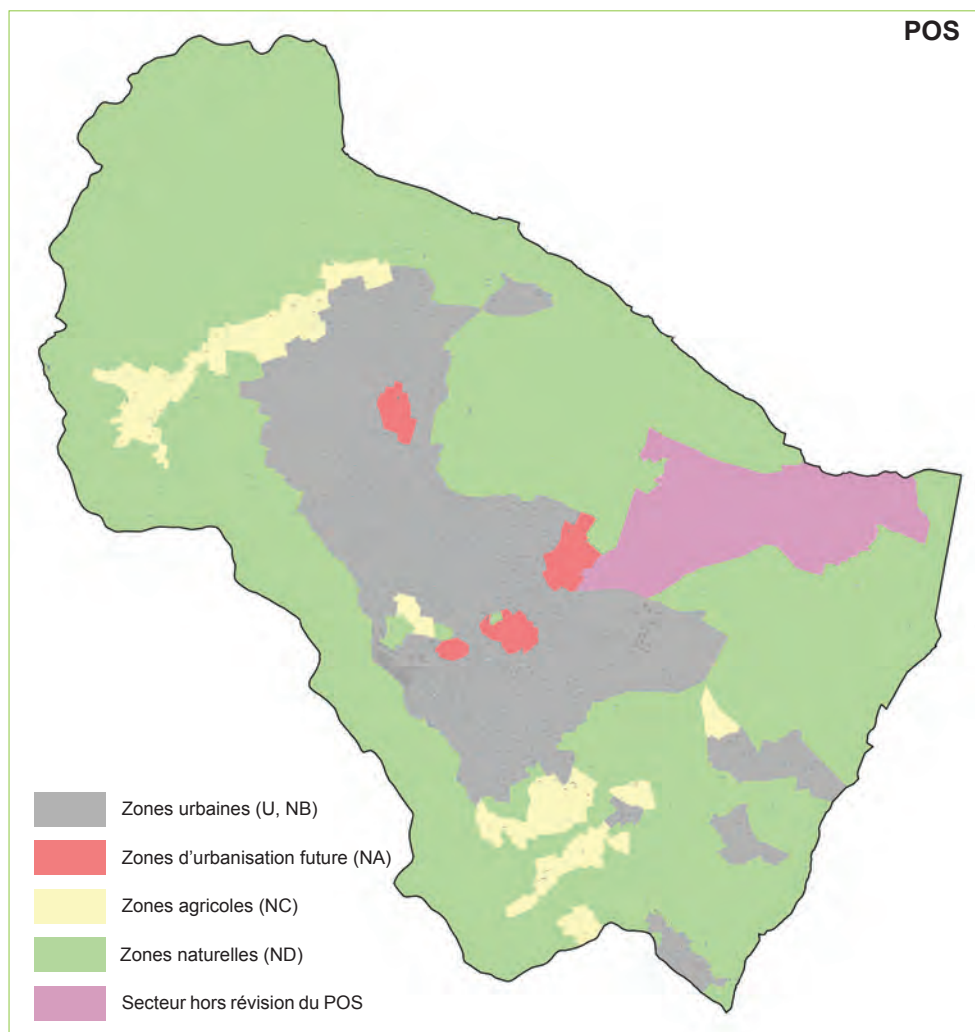 POS
Zones urbaines (U, NB)
Zones d'urbanisation future (NA)
Zones agricoles (NC)
Zones naturelles (ND)
Secteur hors révision du POS